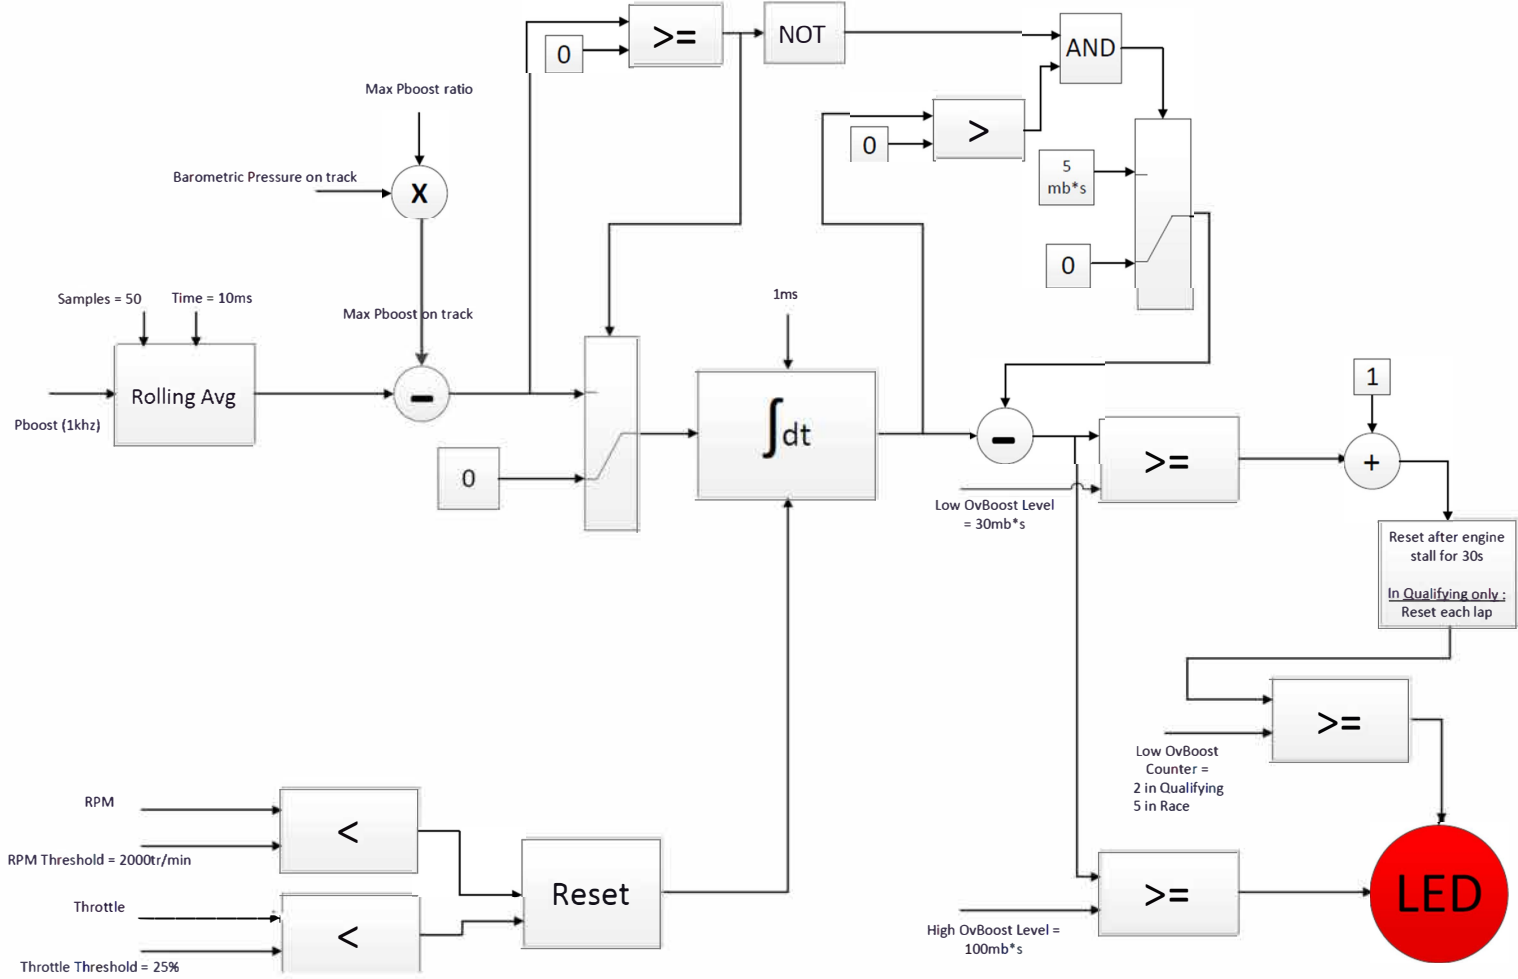 >=
NOT
0
AND
Max Pboost ratio
>
0
5
mb*s
Barometric Pressure on track
X
0
Samples = 50
Time = 10ms
1ms
Max Pboost on track
Rolling Avg
-
Pboost (1khz)
∫dt
0
1
-
>=
+
Low OvBoost Level
= 30mb*s
Reset after engine
stall for 30s
In Qualifying only :
Reset each lap
>=
Low OvBoost
Counter =
2 in Qualifying
5 in Race
RPM
<
RPM Threshold = 2000tr/min
Reset
>=
LED
Throttle
<
High OvBoost Level =
100mb*s
Throttle Threshold = 25%